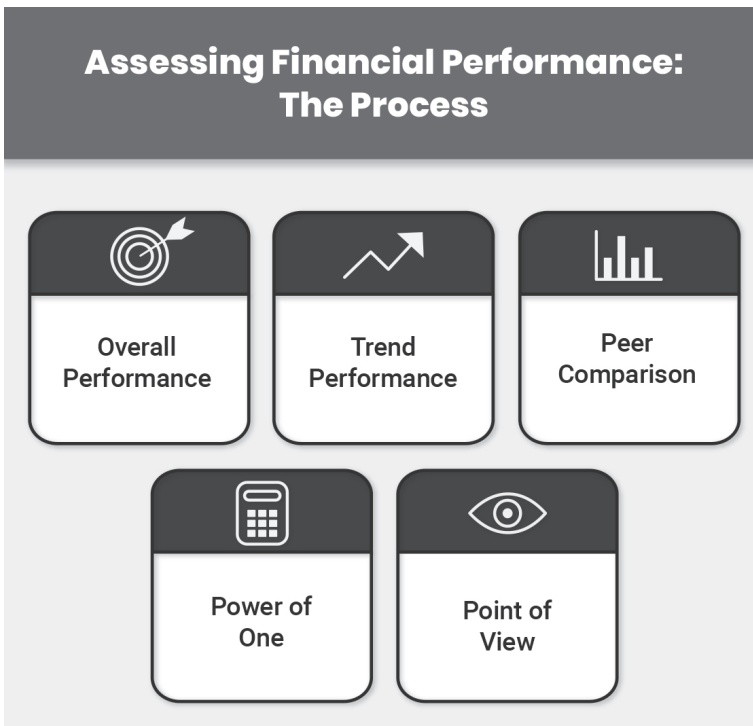 Assessing Financial Performance:
The Process
Overall
Performance
Trend
Performance
Peer
Comparison
Power of
One
Point of
View